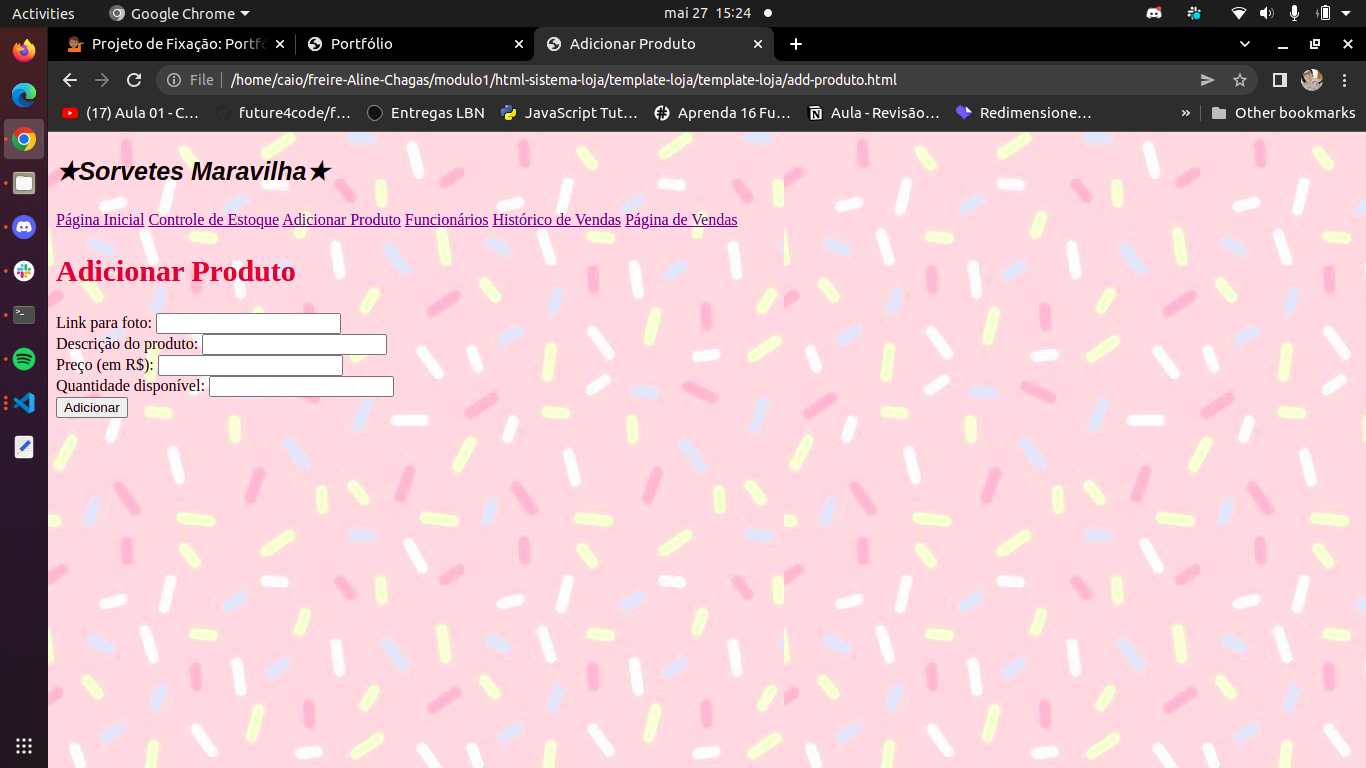 Activities Google Chrome mai 27 15:24
Projeto de Fixação: Portfo Portfólio Adicionar Produto
File /home/caio/freire-Aline-Chagas/modulo1/html-sistema-loja/template-loja/template-loja/add-produto.html
(17) Aula 01 - C… future4code/f… Entregas LBN JavaScript Tut… Aprenda 16 Fu… Aula - Revisão… Redimensione… » Other bookmarks
★Sorvetes Maravilha★
Página Inicial Controle de Estoque Adicionar Produto Funcionários Histórico de Vendas Página de Vendas
Adicionar Produto
Link para foto:
Descrição do produto:
Preço (em R$):
Quantidade disponível:
Adicionar